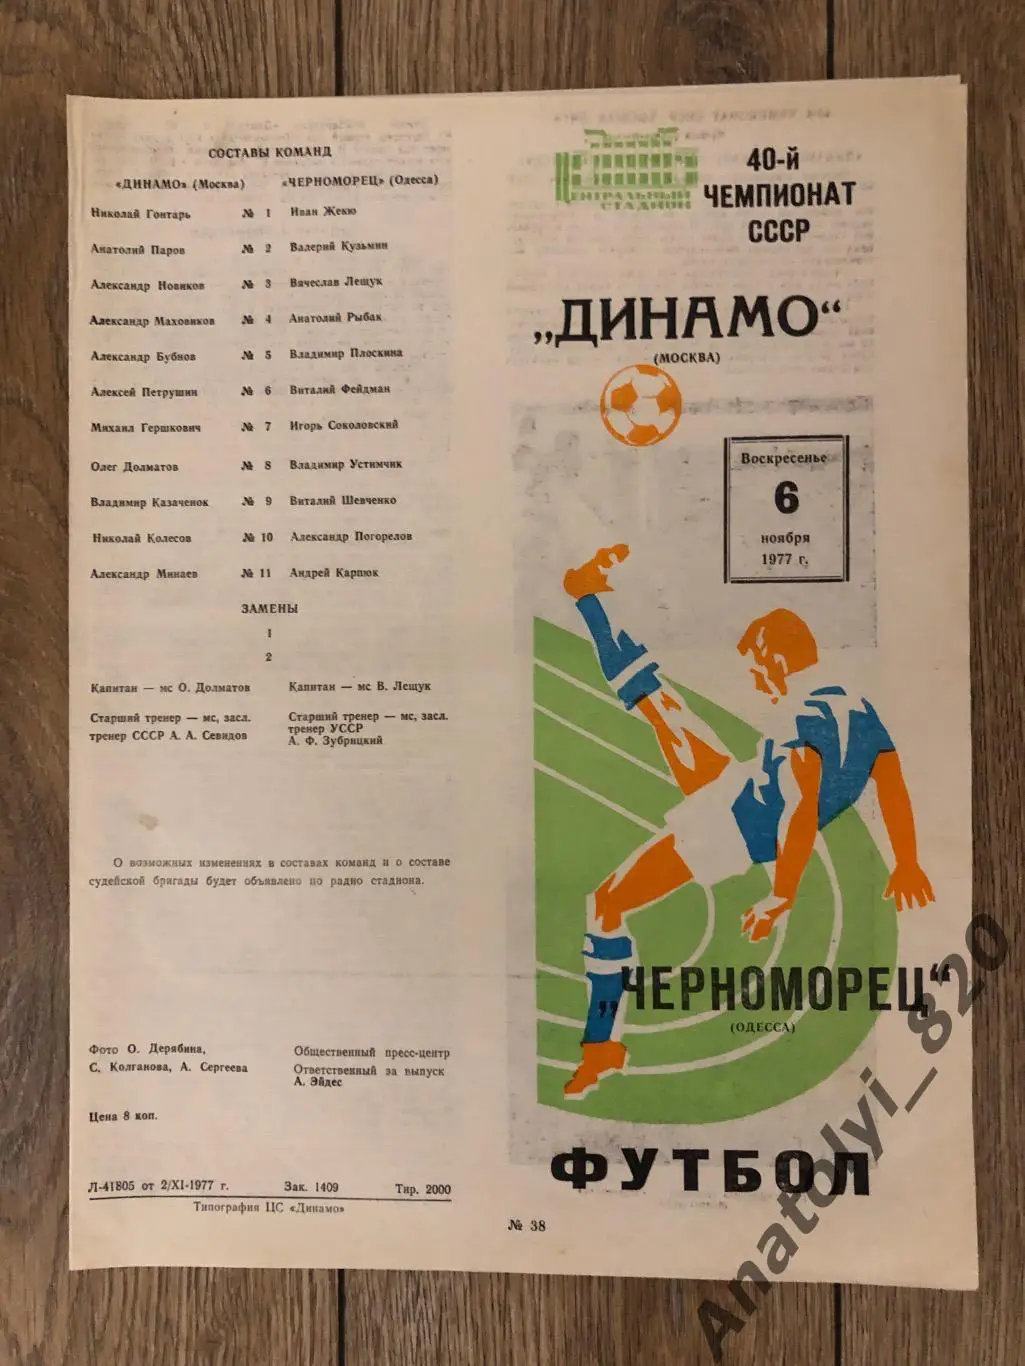 СОСТАВЫ КОМАНД
«ДИНАМО» (Москва) «ЧЕРНОМОРЕЦ» (Одесса)
Николай Гонтарь № 1 Иван Жекю
Анатолий Паров № 2 Валерий Кузьмин
Александр Новиков № 3 Вячеслав Лещук
Александр Маховиков № 4 Анатолий Рыбак
Александр Бубнов № 5 Владимир Плоскина
Алексей Петрушин № 6 Виталий Фейдман
Михаил Гершкович № 7 Игорь Соколовский
Олег Долматов № 8 Владимир Устимчик
Владимир Казаченок № 9 Виталий Шевченко
Николай Колесов № 10 Александр Погорелов
Александр Минаев № 11 Андрей Карпюк
ЗАМЕНЫ
1
2
Капитан — мс О. Долматов Капитан — мс В. Лещук
Старший тренер — мс, засл. тренер СССР А. А. Севидов
Старший тренер — мс, засл.
тренер УССР
А. Ф. Зубрицкий
О возможных изменениях в составах команд и о составе
судейской бригады будет объявлено по радио стадиона.
Фото О. Дерябина,
С. Колганова, А. Сергеева
Общественный пресс-центр
Ответственный за выпуск
А. Эйдес
Цена 8 коп.
Л-41805 от 2/XI-1977 г. Зак. 1409 Тир. 2000
Типография ЦС «Динамо»
ЦЕНТРАЛЬНЫЙ
СТАДИОН
40-й
ЧЕМПИОНАТ
СССР
„ДИНАМО“
(МОСКВА)
Воскресенье
6
ноября
1977 г.
„ЧЕРНОМОРЕЦ“
(ОДЕССА)
ФУТБОЛ
№ 38
Anatolyi_820